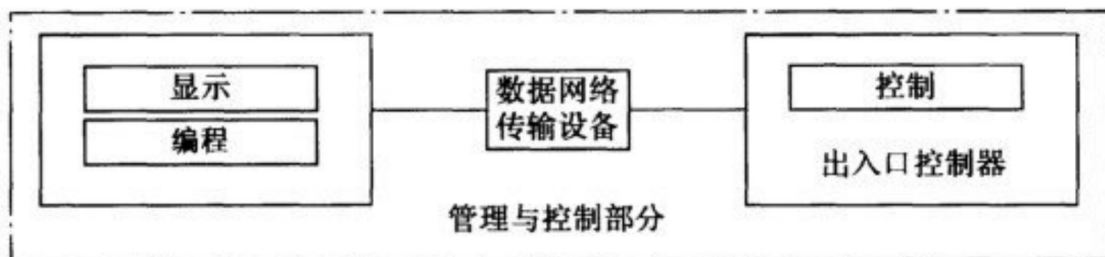 显示
编程
数据网络
传输设备
控制
出入口控制器
管理与控制部分